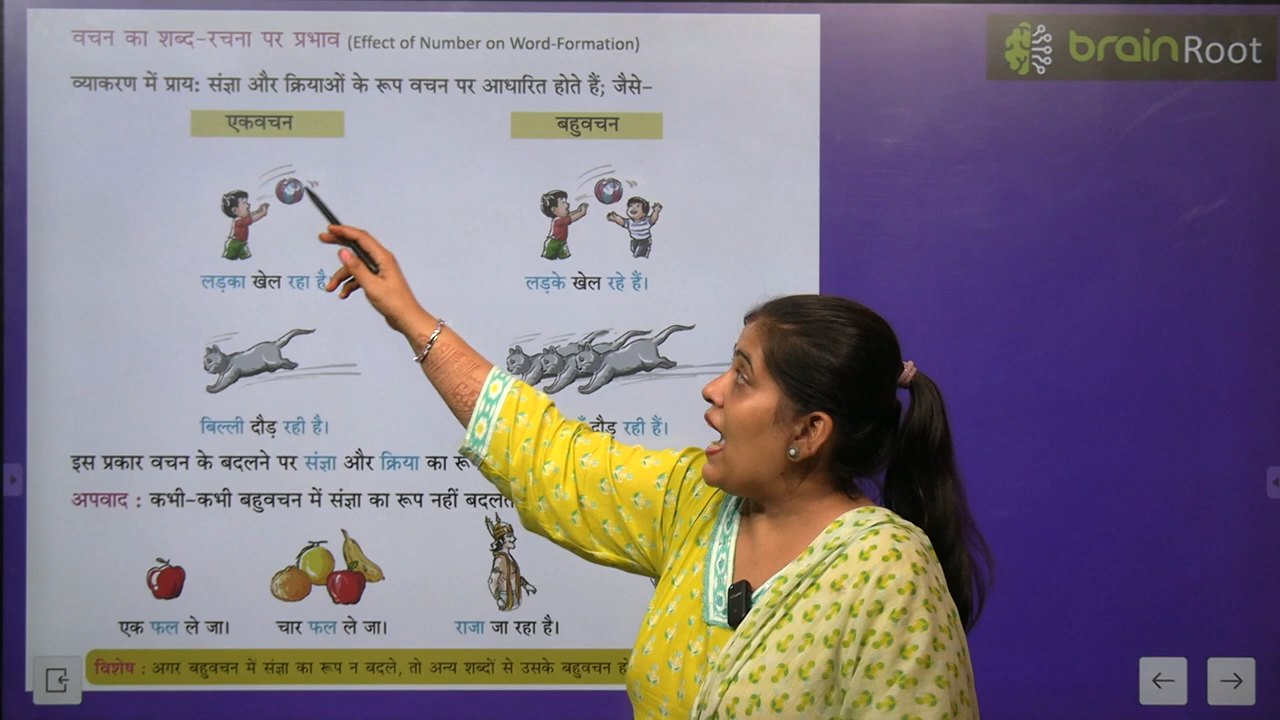 वचन का शब्द-रचना पर प्रभाव (Effect of Number on Word-Formation)
brainRoot
व्याकरण में प्राय: संज्ञा और क्रियाओं के रूप वचन पर आधारित होते हैं; जैसे-
एकवचन बहुवचन
लड़का खेल रहा है लड़के खेल रहे हैं।
बिल्ली दौड़ रही है। दौड़ रही हैं।
इस प्रकार वचन के बदलने पर संज्ञा और क्रिया का
अपवाद : कभी-कभी बहुवचन में संज्ञा का रूप नहीं
एक फल ले जा। चार फल ले जा। राजा जा रहा है।
विशेष : अगर बहुवचन में संज्ञा का रूप न बदले, तो अन्य शब्दों से उसके बहुवचन